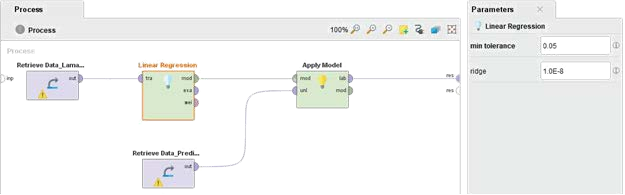 Process
Process
100%
Process
inp
Retrieve Data_Lama...
out
Linear Regression
tra
mod
exa
wei
Apply Model
mod
lab
unl
mod
res
res
Retrieve Data_Predi...
out
Parameters
Linear Regression
min tolerance
0.05
ridge
1.0E-8